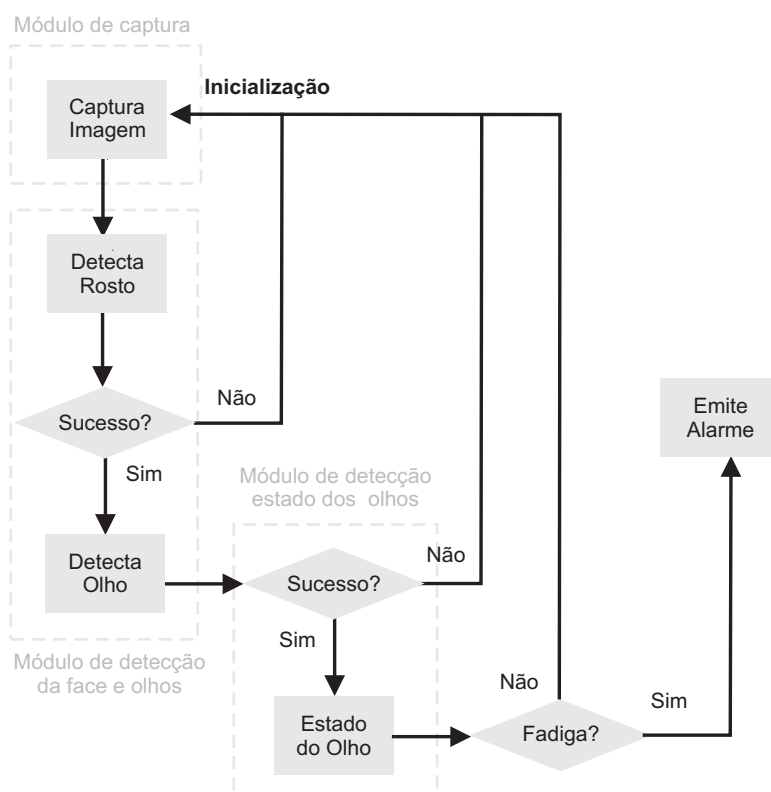 Módulo de captura
Inicialização
Captura
Imagem
Detecta
Rosto
Não
Sucesso?
Sim
Emite
Alarme
Módulo de detecção
estado dos olhos
Detecta
Olho
Sucesso?
Não
Sim
Módulo de detecção
da face e olhos
Estado
do Olho
Não
Fadiga?
Sim